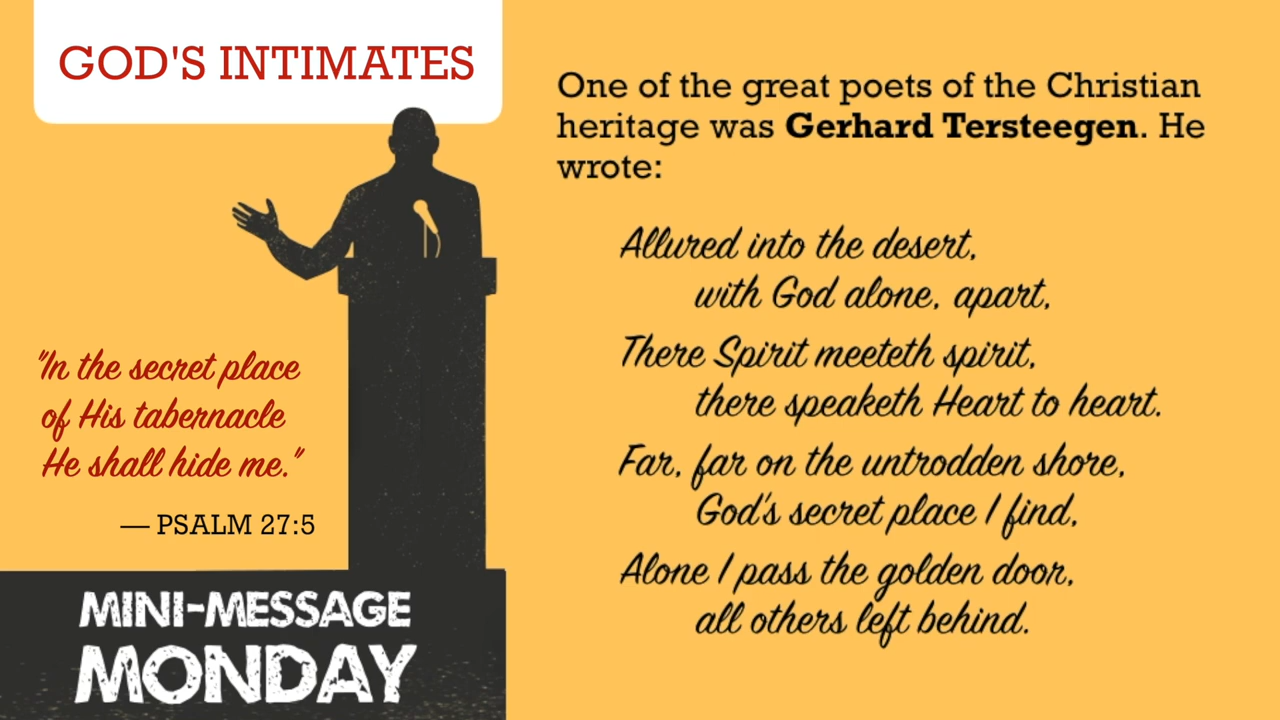 GOD'S INTIMATES
"In the secret place
of His tabernacle
He shall hide me."
— PSALM 27:5
MINI-MESSAGE
MONDAY
One of the great poets of the Christian
heritage was Gerhard Tersteegen. He
wrote:
Allured into the desert,
with God alone, apart,
There Spirit meeteth spirit,
there speaketh Heart to heart.
Far, far on the untrodden shore,
God's secret place I find,
Alone I pass the golden door,
all others left behind.